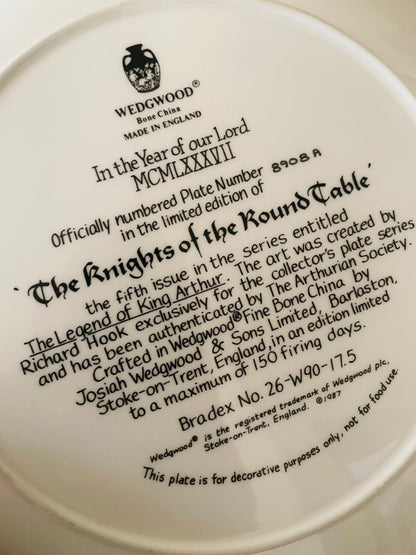 WEDGWOOD®
Bone China
MADE IN ENGLAND
In the Year of our Lord
MCMLXXXVII
Officially numbered Plate Number 8908A
in the limited edition of
'The Knights of the Round Table'
the fifth issue in the series entitled
The Legend of King Arthur. The art was created by
Richard Hook exclusively for the collector's plate series
and has been authenticated by The Arthurian Society.
Crafted in Wedgwood® Fine Bone China by
Josiah Wedgwood & Sons Limited, Barlaston,
Stoke-on-Trent, England, in an edition limited
to a maximum of 150 firing days.
Bradex No. 26-W90-17.5
Wedgwood® is the registered trademark of Wedgwood plc,
Stoke-on-Trent, England. ©1987
This plate is for decorative purposes only, not for food use.